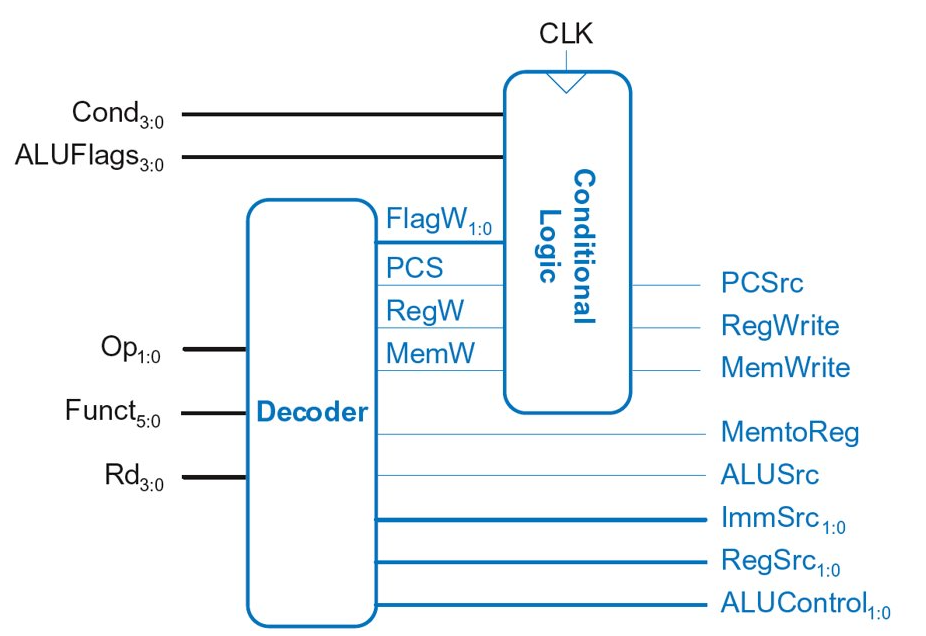 CLK
Cond3:0
ALUFlags3:0
Conditional
Logic
FlagW1:0
PCS
RegW
MemW
PCSrc
RegWrite
MemWrite
Op1:0
Funct5:0
Rd3:0
Decoder
MemtoReg
ALUSrc
ImmSrc1:0
RegSrc1:0
ALUControl1:0